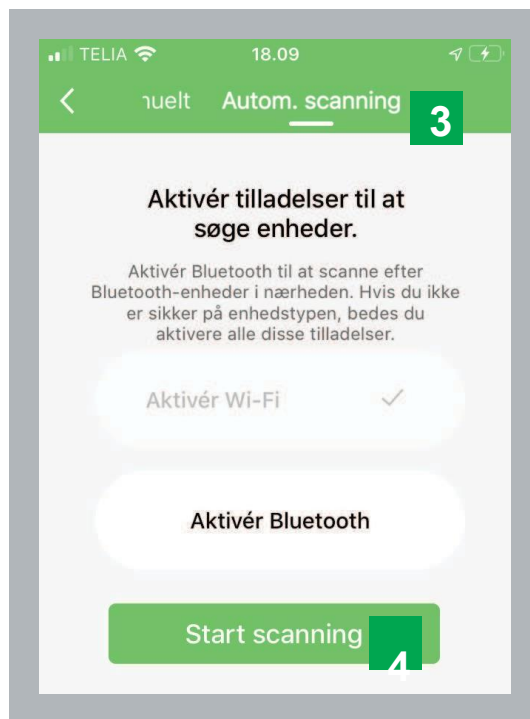 TELIA 18.09
nuelt Autom. scanning 3
Aktivér tilladelser til at
søge enheder.
Aktivér Bluetooth til at scanne efter
Bluetooth-enheder i nærheden. Hvis du ikke
er sikker på enhedstypen, bedes du
aktivere alle disse tilladelser.
Aktivér Wi-Fi
Aktivér Bluetooth
Start scanning 4